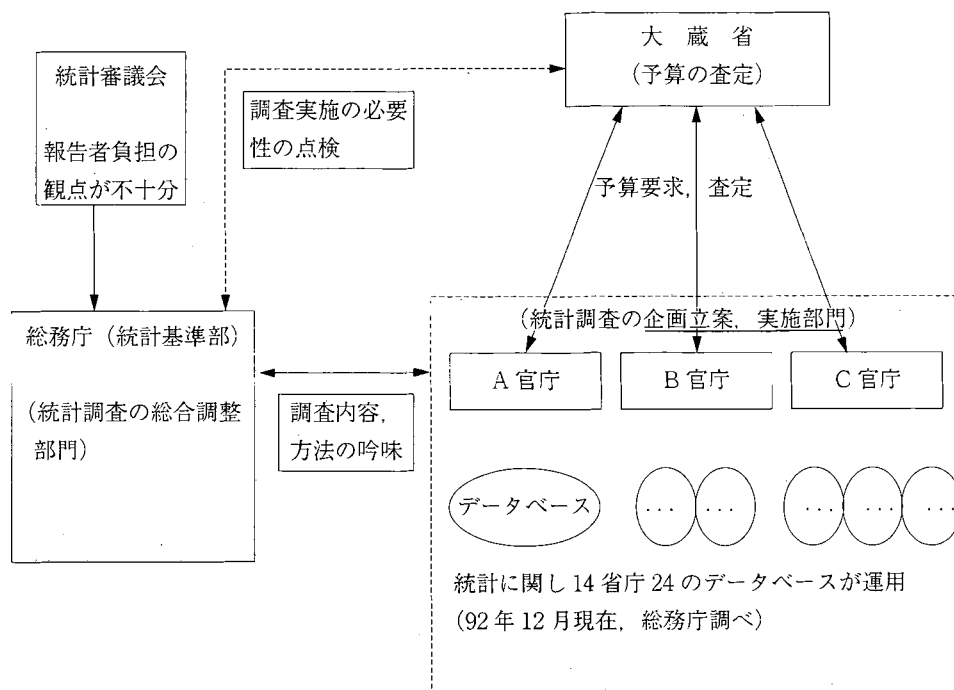 大蔵省
(予算の査定)
統計審議会
報告者負担の
観点が不十分
調査実施の必要
性の点検
予算要求，査定
(統計調査の企画立案，実施部門)
総務庁（統計基準部）
(統計調査の総合調整
部門)
調査内容，
方法の吟味
A官庁
B官庁
C官庁
データベース
…
…
…
…
…
統計に関し14省庁24のデータベースが運用
(92年12月現在，総務庁調べ)